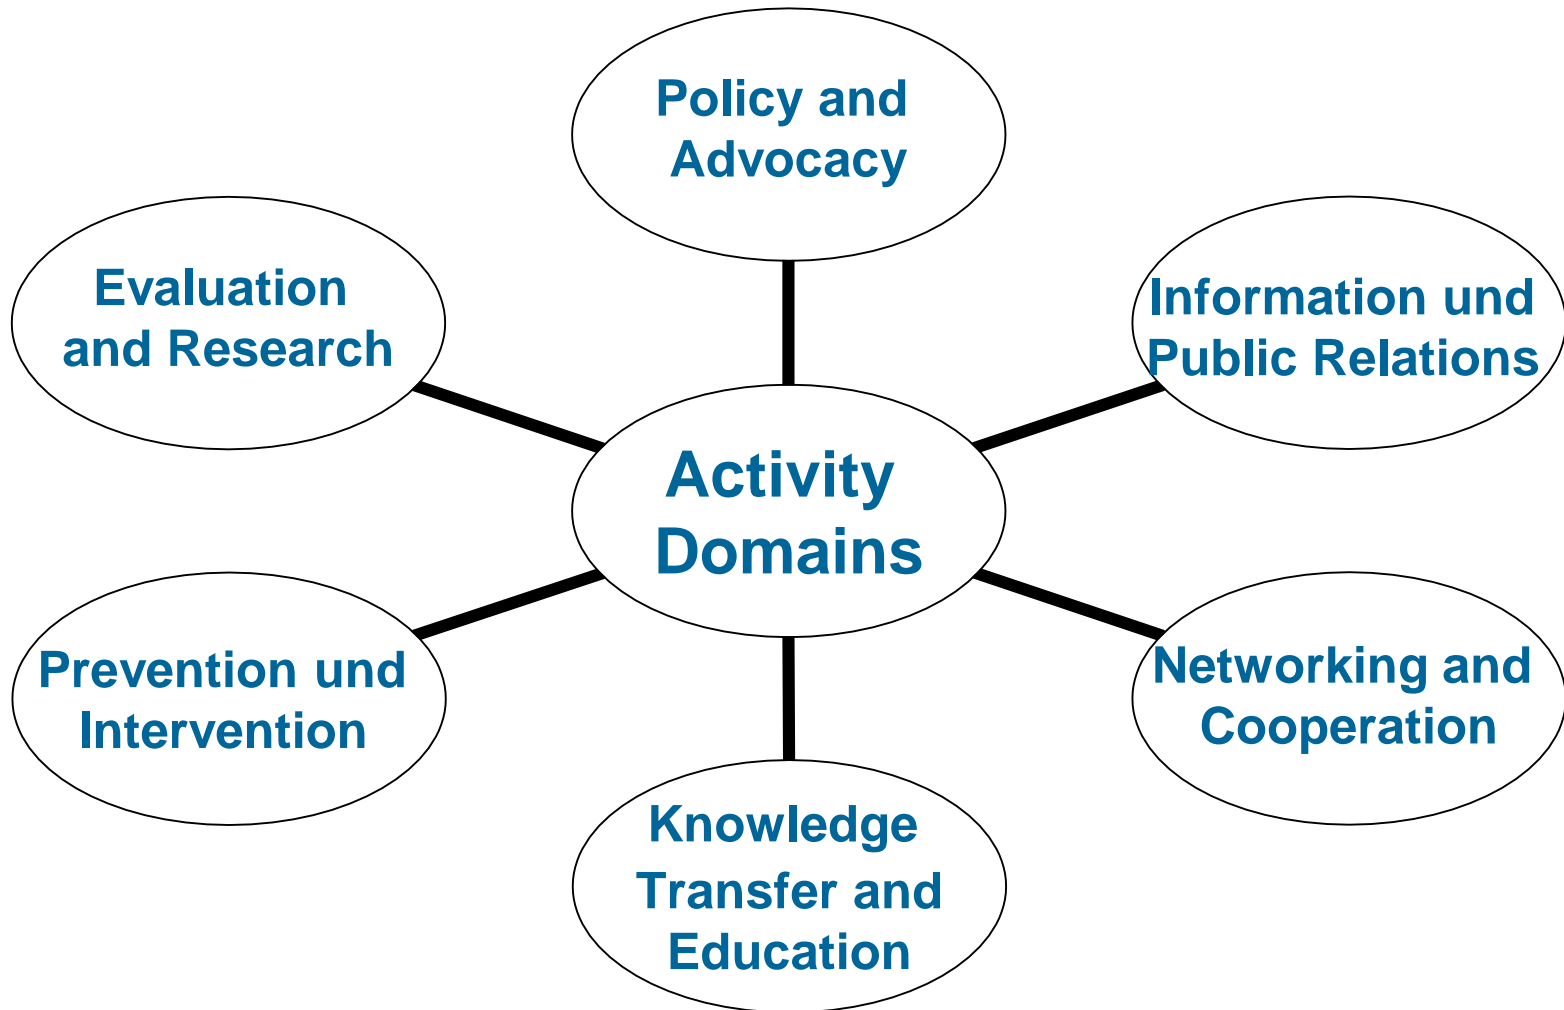 Policy and
Advocacy
Evaluation
and Research
Information und
Public Relations
Activity
Domains
Prevention und
Intervention
Networking and
Cooperation
Knowledge
Transfer and
Education